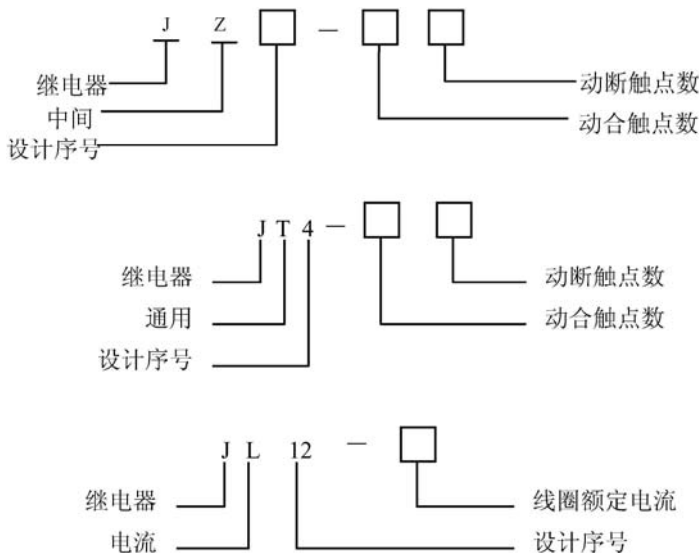 J Z □ — □ □
继电器 动断触点数
中间 动合触点数
设计序号
J T 4 — □ □
继电器 动断触点数
通用 动合触点数
设计序号
J L 12 — □
继电器 线圈额定电流
电流 设计序号